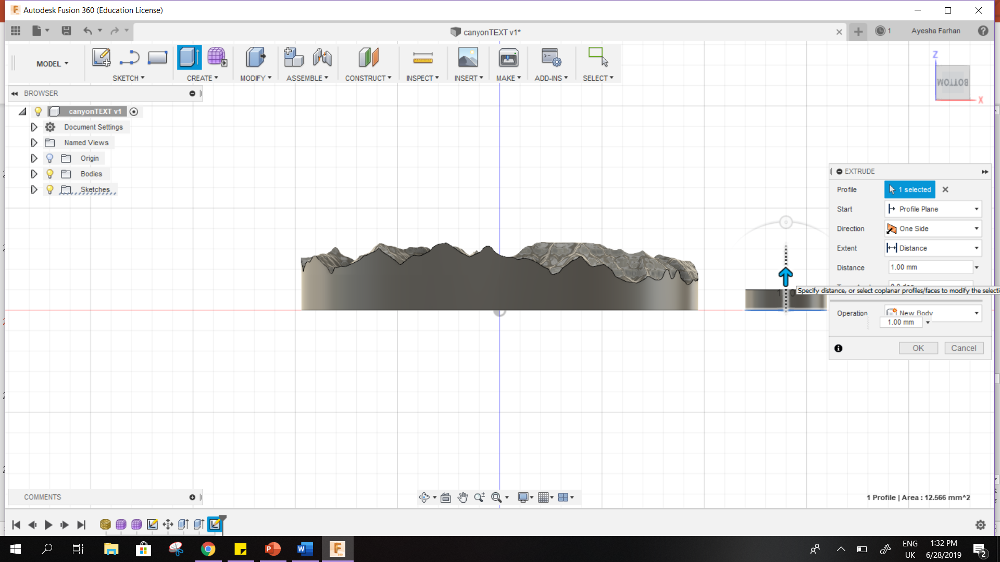 Autodesk Fusion 360 (Education License)
canyonTEXT v1*
1
Ayesha Farhan
MODEL
SKETCH
CREATE
MODIFY
ASSEMBLE
CONSTRUCT
INSPECT
INSERT
MAKE
ADD-INS
SELECT
BROWSER
canyonTEXT v1
Document Settings
Named Views
Origin
Bodies
Sketches
Z
BOTTOM
X
EXTRUDE
Profile
1 selected
Start
Profile Plane
Direction
One Side
Extent
Distance
Distance
1.00 mm
Specify distance, or select coplanar profiles/faces to modify the selecti
Operation
New Body
1.00 mm
OK
Cancel
COMMENTS
1 Profile | Area : 12.566 mm^2
ENG
UK
1:32 PM
6/28/2019
2